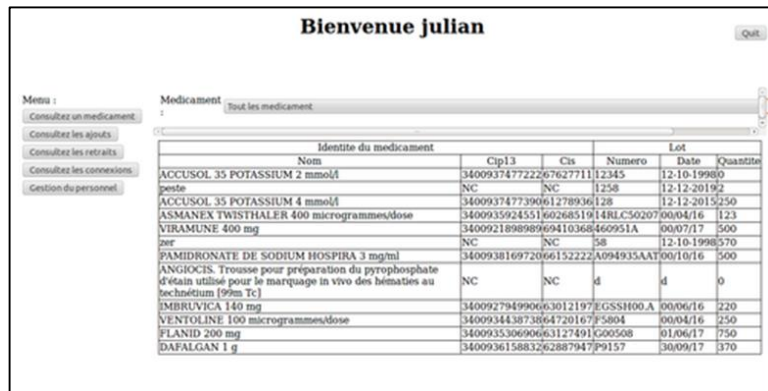 Bienvenue julian
Quit
Menu :
Consultez un medicament
Consultez les ajouts
Consultez les retraits
Consultez les connexions
Gestion du personnel
Medicament :
Tout les medicament
Identite du medicament Lot
Nom Cip13 Cis Numero Date Quantite
ACCUSOL 35 POTASSIUM 2 mmol/l 3400937477222 67627711 12345 12-10-1998 0
peste NC NC 1258 12-12-2019 2
ACCUSOL 35 POTASSIUM 4 mmol/l 3400937477390 61278936 128 12-12-2015 250
ASMANEX TWISTHALER 400 microgrammes/dose 3400935924551 60268519 14RLC50207 00/04/16 123
VIRAMUNE 400 mg 3400921898989 69410368 460951A 00/07/17 500
zer NC NC 58 12-10-1998 570
PAMIDRONATE DE SODIUM HOSPIRA 3 mg/ml 3400938169720 66152222 A094935AAT 00/10/16 500
ANGIOCIS. Trousse pour préparation du pyrophosphate
d'étain utilisé pour le marquage in vivo des hématies au
technétium [99m Tc] NC NC d d 0
IMBRUVICA 140 mg 3400927949906 63012197 EGSSH00.A 00/06/16 220
VENTOLINE 100 microgrammes/dose 3400934438738 64720167 F5804 00/04/16 250
FLANID 200 mg 3400935306906 63127491 G00508 01/06/17 750
DAFALGAN 1 g 3400936158832 62887947 P9157 30/09/17 370